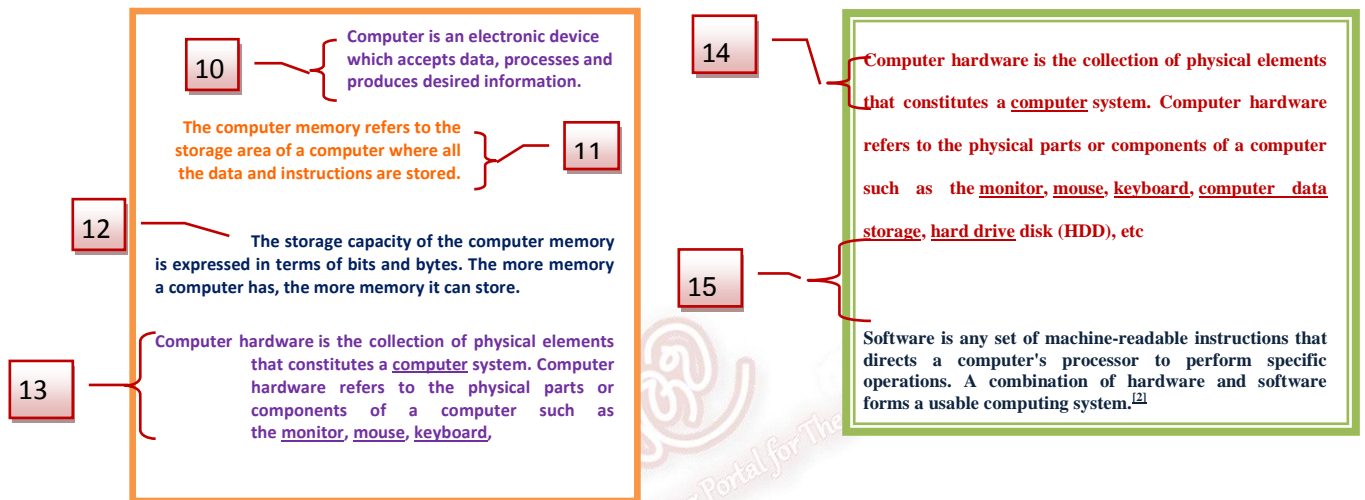 10
Computer is an electronic device
which accepts data, processes and
produces desired information.
The computer memory refers to the
storage area of a computer where all
the data and instructions are stored.
11
12
The storage capacity of the computer memory
is expressed in terms of bits and bytes. The more memory
a computer has, the more memory it can store.
13
Computer hardware is the collection of physical elements
that constitutes a computer system. Computer
hardware refers to the physical parts or
components of a computer such as
the monitor, mouse, keyboard,
14
Computer hardware is the collection of physical elements
that constitutes a computer system. Computer hardware
refers to the physical parts or components of a computer
such as the monitor, mouse, keyboard, computer data
storage, hard drive disk (HDD), etc
15
Software is any set of machine-readable instructions that
directs a computer's processor to perform specific
operations. A combination of hardware and software
forms a usable computing system.[2]
Portal for The